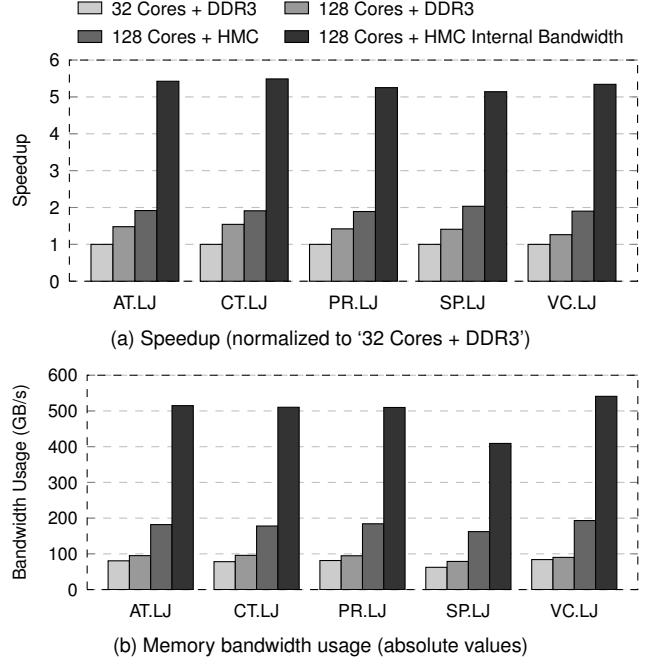 32 Cores + DDR3 128 Cores + DDR3
128 Cores + HMC 128 Cores + HMC Internal Bandwidth
6
5
4
3
2
1
0
Speedup
AT.LJ CT.LJ PR.LJ SP.LJ VC.LJ
(a) Speedup (normalized to ‘32 Cores + DDR3’)
600
500
400
300
200
100
0
Bandwidth Usage (GB/s)
AT.LJ CT.LJ PR.LJ SP.LJ VC.LJ
(b) Memory bandwidth usage (absolute values)